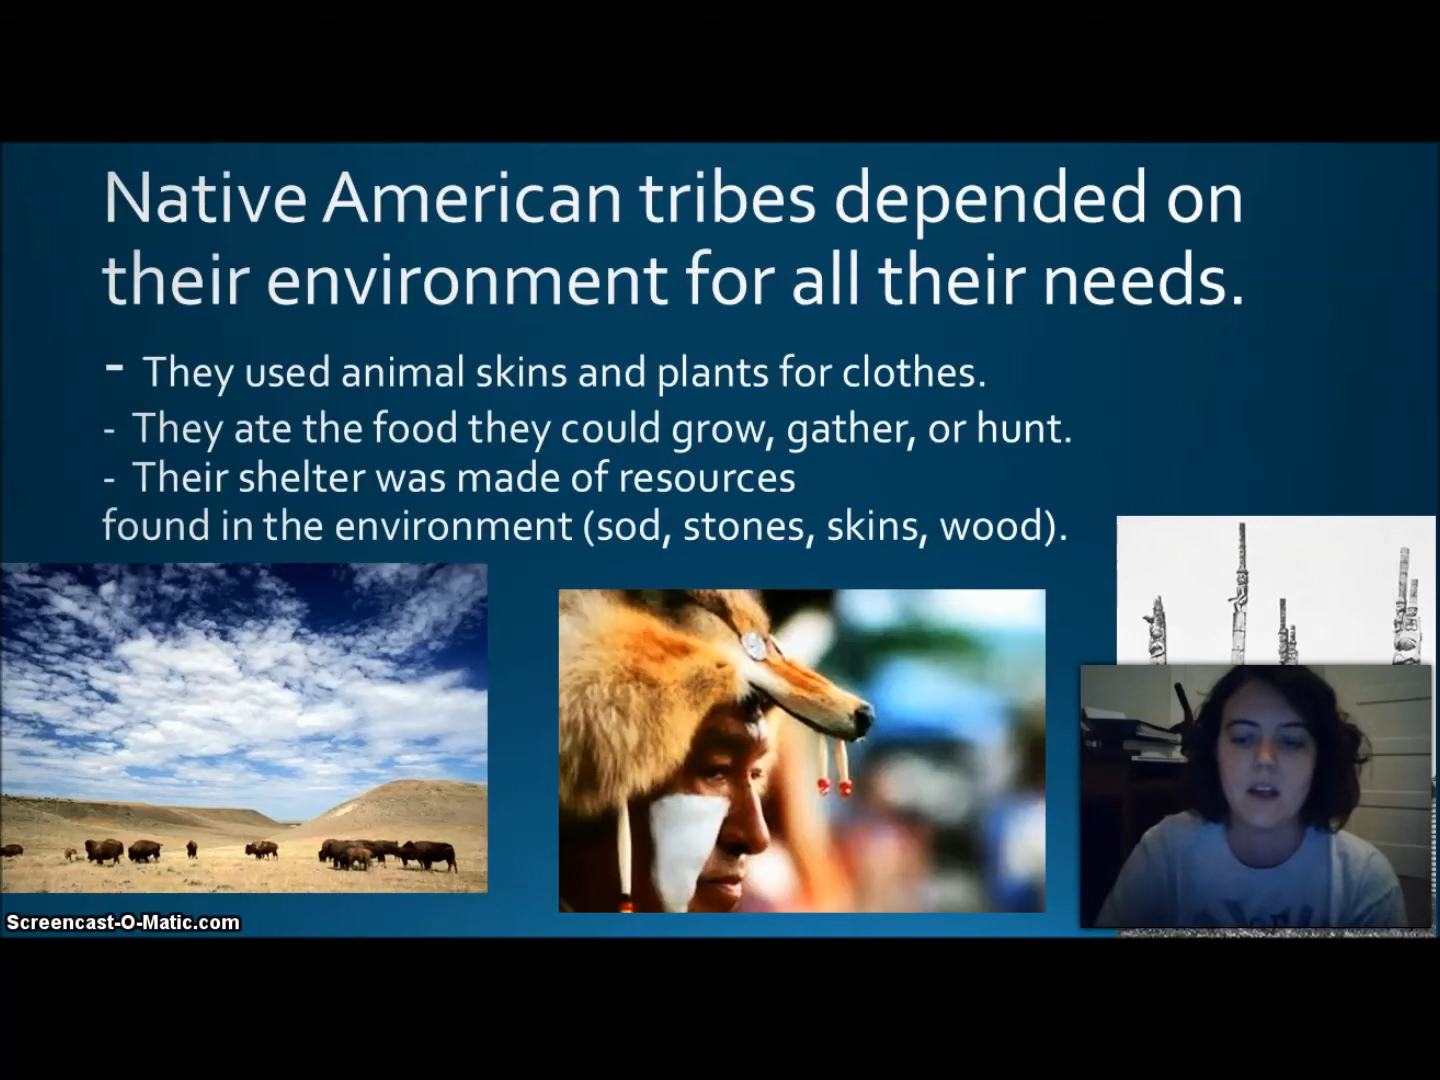 Native American tribes depended on
their environment for all their needs.
- They used animal skins and plants for clothes.
- They ate the food they could grow, gather, or hunt.
- Their shelter was made of resources
found in the environment (sod, stones, skins, wood).
Screencast-O-Matic.com